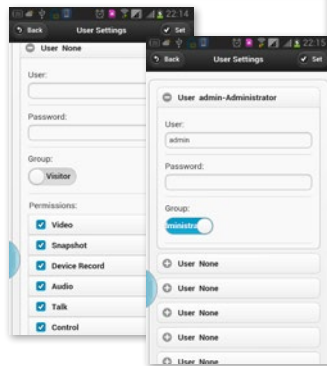 22:14
Back User Settings Set
User None
User:
Password:
Group:
Visitor
Permissions:
Video
Snapshot
Device Record
Audio
Talk
Control
22:15
Back User Settings Set
User admin-Administrator
User:
admin
Password:
Group:
ministra
User None
User None
User None
User None
User None